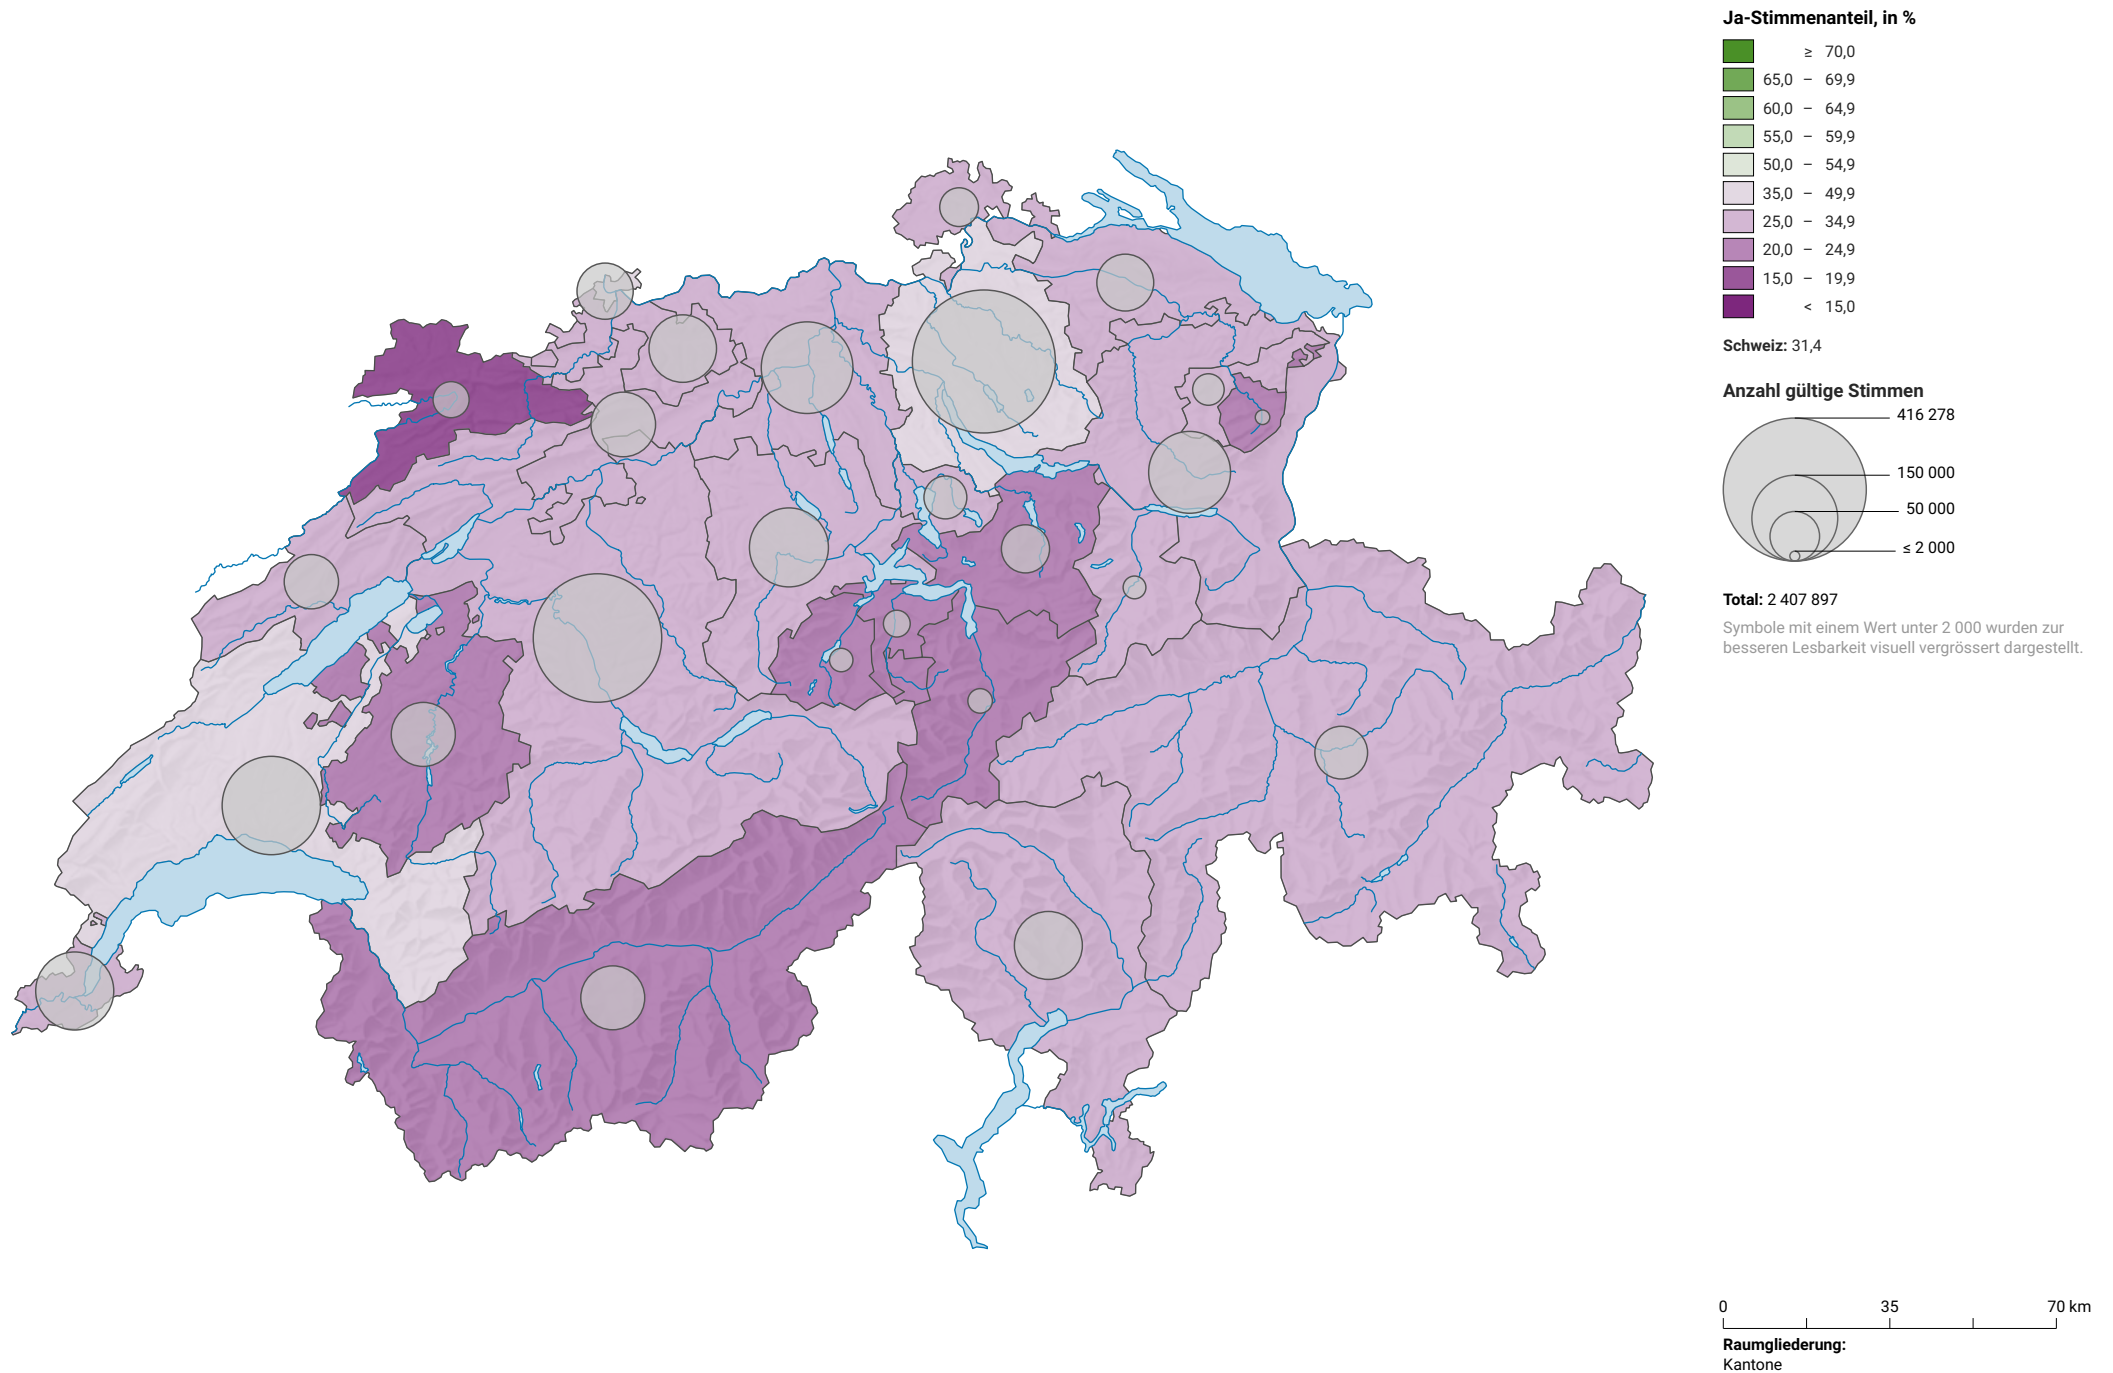 Ja-Stimmenanteil, in %
≥ 70,0
65,0 – 69,9
60,0 – 64,9
55,0 – 59,9
50,0 – 54,9
35,0 – 49,9
25,0 – 34,9
20,0 – 24,9
15,0 – 19,9
< 15,0
Schweiz: 31,4
Anzahl gültige Stimmen
416 278
150 000
50 000
≤ 2 000
Total: 2 407 897
Symbole mit einem Wert unter 2 000 wurden zur
besseren Lesbarkeit visuell vergrössert dargestellt.
0 35 70 km
Raumgliederung:
Kantone